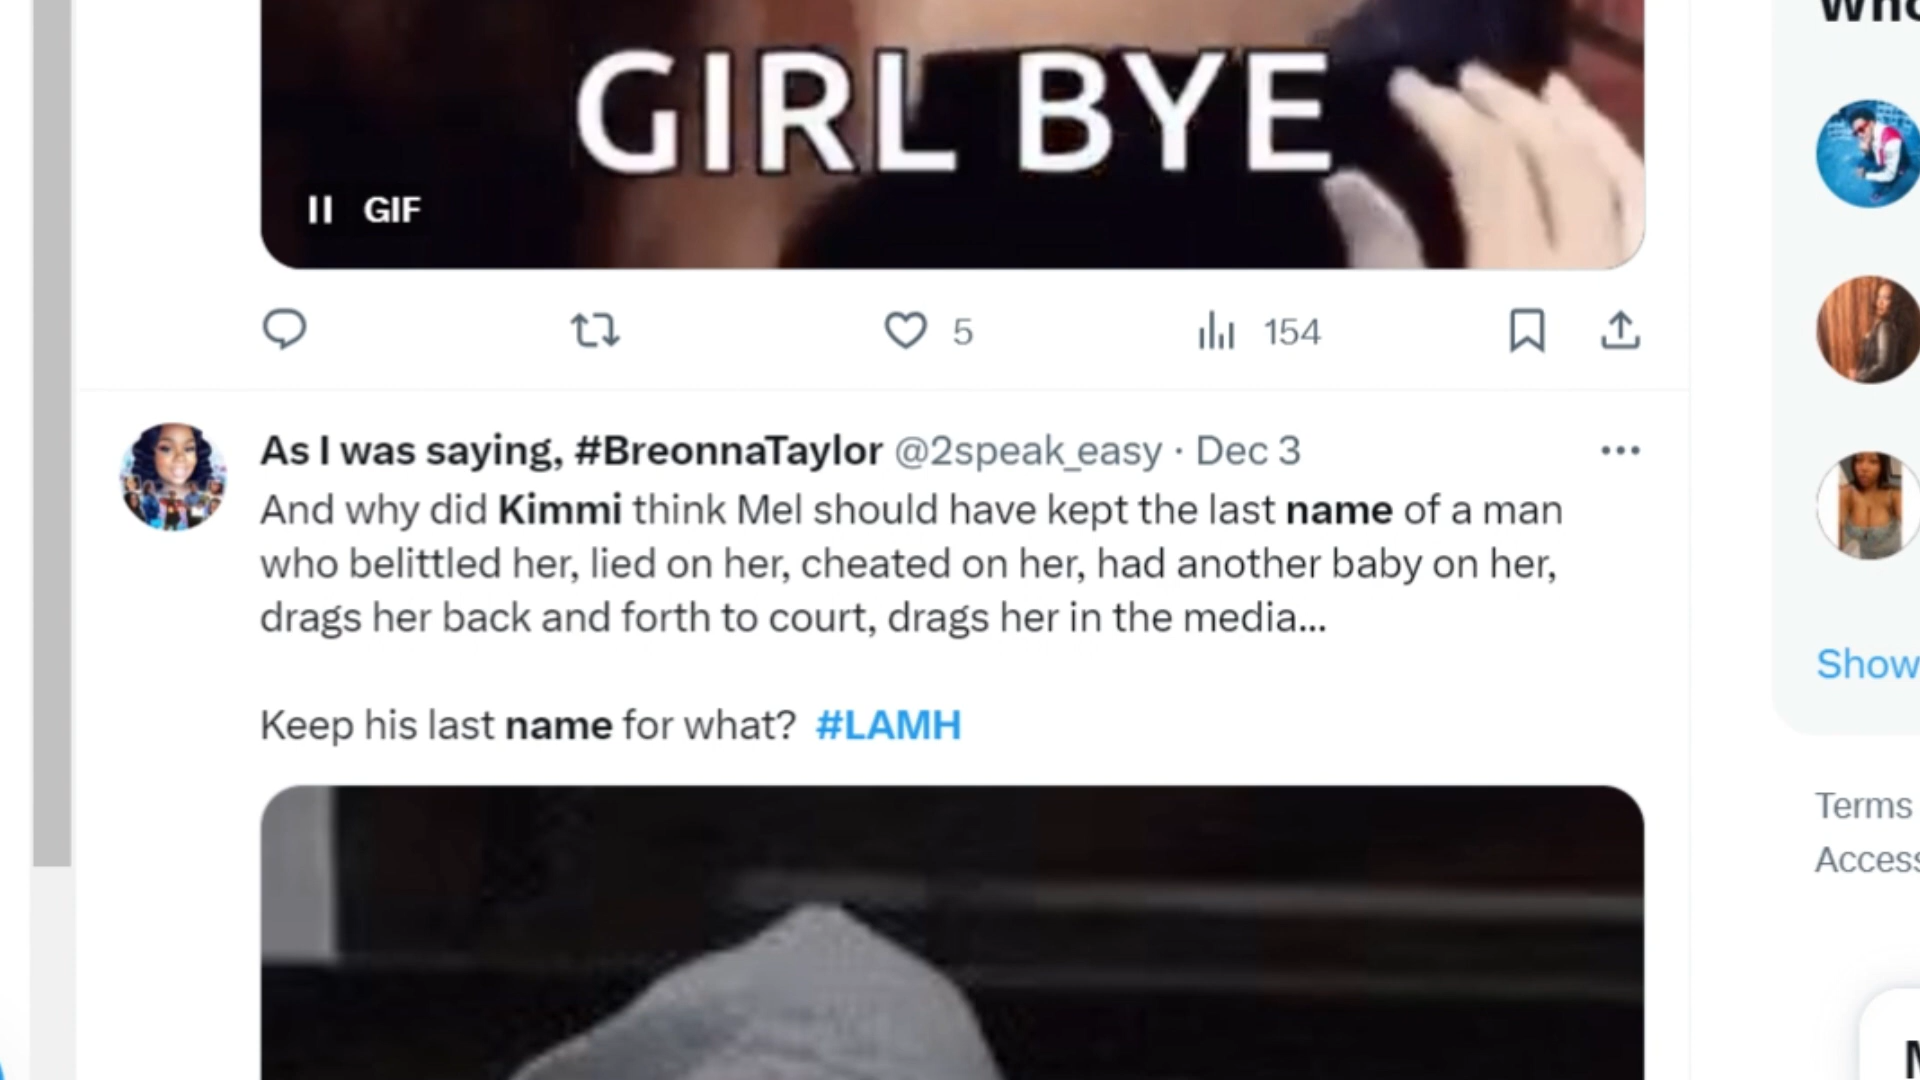 Who
GIRL BYE
GIF
5
154
As I was saying, #BreonnaTaylor @2speak_easy · Dec 3
And why did Kimmi think Mel should have kept the last name of a man
who belittled her, lied on her, cheated on her, had another baby on her,
drags her back and forth to court, drags her in the media...
Keep his last name for what? #LAMH
Show
Terms
Access